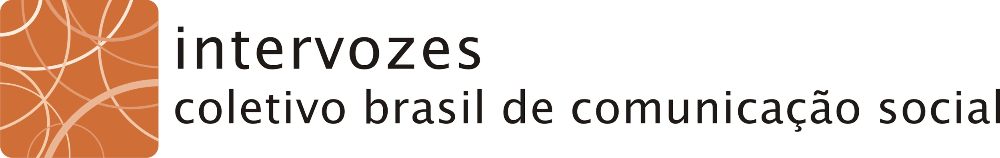 intervozes
coletivo brasil de comunicação social